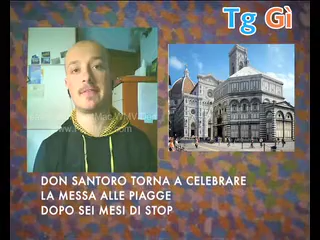 Tg Gì
DON SANTORO TORNA A CELEBRARE
LA MESSA ALLE PIAGGE
DOPO SEI MESI DI STOP